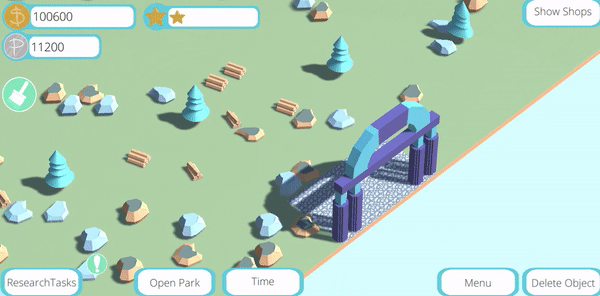 100600
Show Shops
11200
ResearchTasks
Open Park
Time
Menu
Delete Object